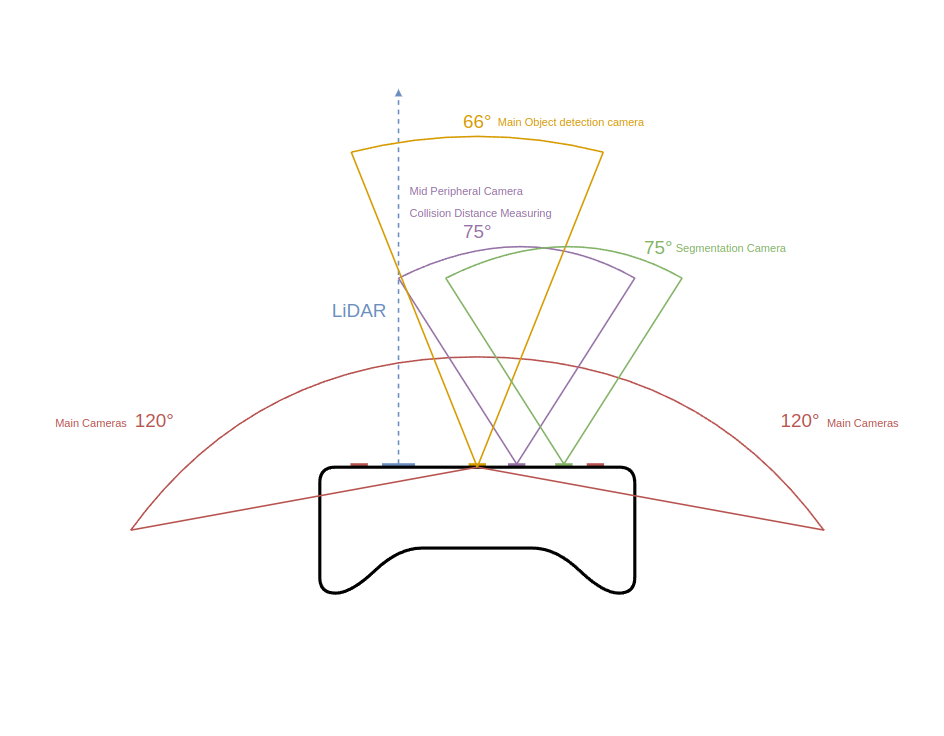 66° Main Object detection camera
Mid Peripheral Camera
Collision Distance Measuring
75°
75° Segmentation Camera
LiDAR
Main Cameras 120°
120° Main Cameras